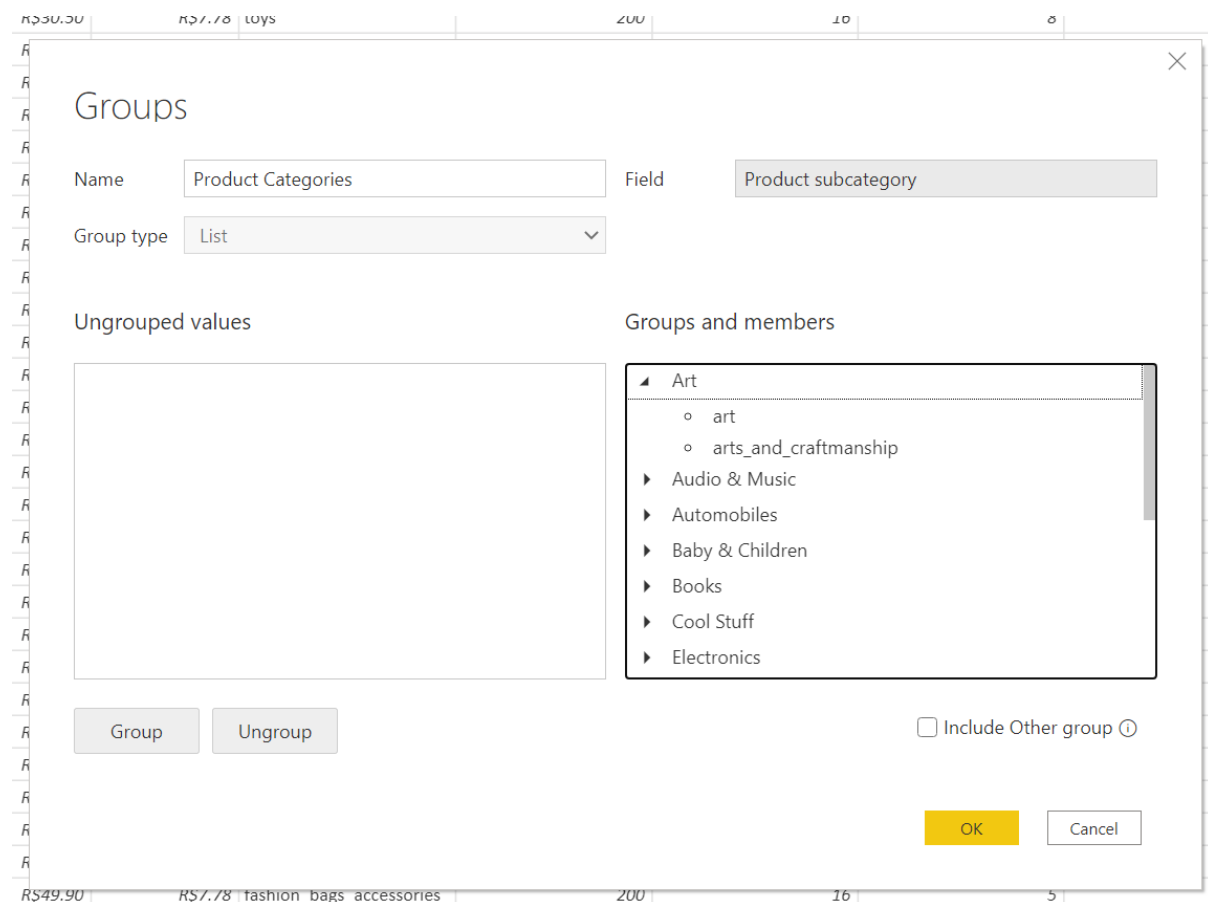 R$30.50 R$7.78 toys 200 16 8
Groups
Name Product Categories Field Product subcategory
Group type List
Ungrouped values Groups and members
Art
art
arts_and_craftmanship
Audio & Music
Automobiles
Baby & Children
Books
Cool Stuff
Electronics
Group Ungroup Include Other group
OK Cancel
R$49.90 R$7.78 fashion_bags_accessories 200 16 5